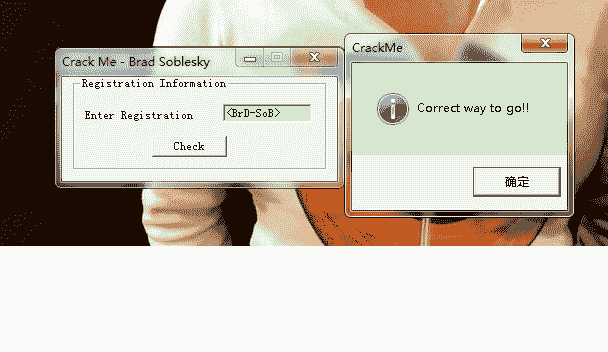 Crack Me - Brad Soblesky
Registration Information
Enter Registration
<BrD-SoB>
Check
CrackMe
Correct way to go!!
确定